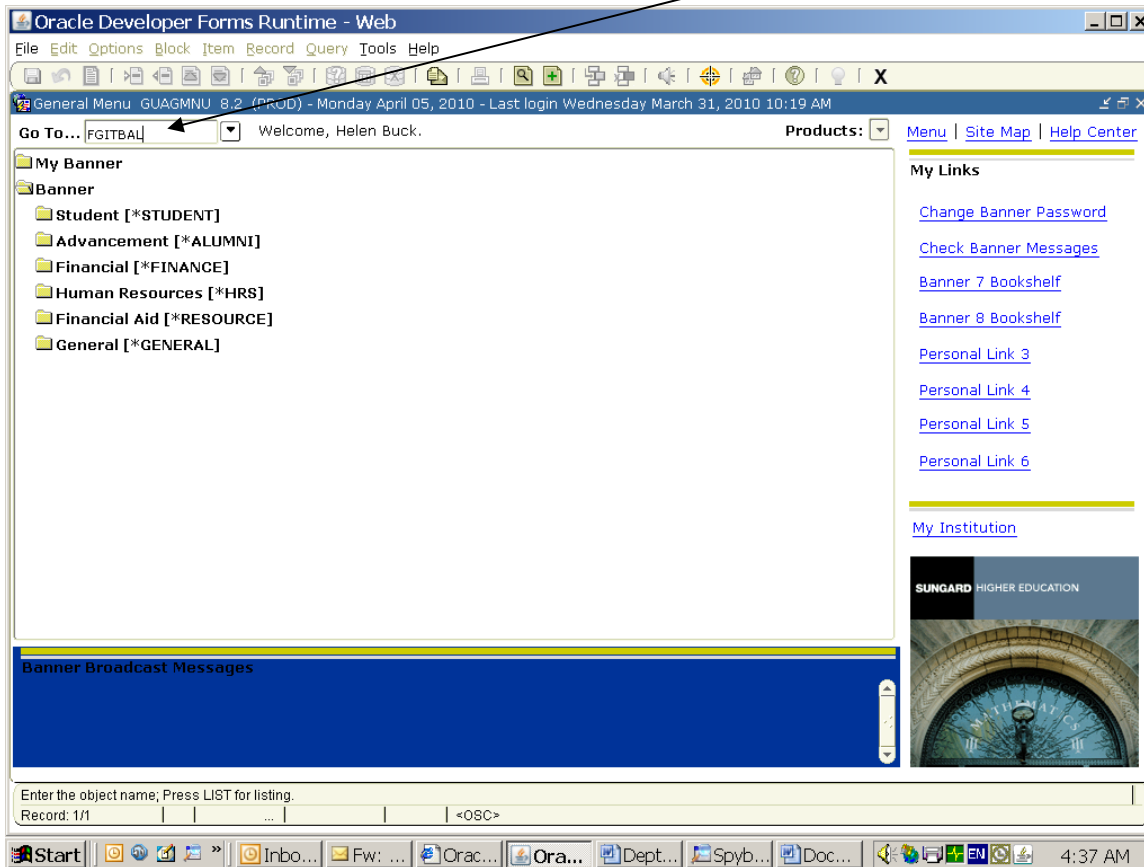 Oracle Developer Forms Runtime - Web
File Edit Options Block Item Record Query Tools Help
X
General Menu GUAGMNU 8.2 (PROD) - Monday April 05, 2010 - Last login Wednesday March 31, 2010 10:19 AM
Go To... FGITBAL Welcome, Helen Buck. Products: Menu | Site Map | Help Center
My Banner
Banner
Student [*STUDENT]
Advancement [*ALUMNI]
Financial [*FINANCE]
Human Resources [*HRS]
Financial Aid [*RESOURCE]
General [*GENERAL]
My Links
Change Banner Password
Check Banner Messages
Banner 7 Bookshelf
Banner 8 Bookshelf
Personal Link 3
Personal Link 4
Personal Link 5
Personal Link 6
My Institution
SUNGARD HIGHER EDUCATION
MATHEMATICS
Banner Broadcast Messages
Enter the object name; Press LIST for listing.
Record: 1/1 ... <OSC>
Start » Inbo... Fw: ... Orac... Ora... Dept... Spyb... Doc... EN 4:37 AM